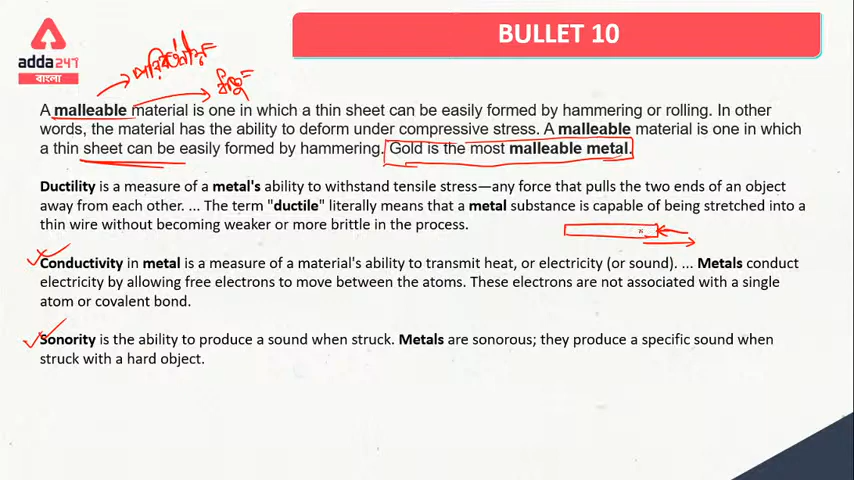 BULLET 10
adda247
বাংলা
A malleable material is one in which a thin sheet can be easily formed by hammering or rolling. In other
words, the material has the ability to deform under compressive stress. A malleable material is one in which
a thin sheet can be easily formed by hammering. Gold is the most malleable metal.
Ductility is a measure of a metal's ability to withstand tensile stress—any force that pulls the two ends of an object
away from each other. ... The term "ductile" literally means that a metal substance is capable of being stretched into a
thin wire without becoming weaker or more brittle in the process.
Conductivity in metal is a measure of a material's ability to transmit heat, or electricity (or sound). ... Metals conduct
electricity by allowing free electrons to move between the atoms. These electrons are not associated with a single
atom or covalent bond.
Sonority is the ability to produce a sound when struck. Metals are sonorous; they produce a specific sound when
struck with a hard object.